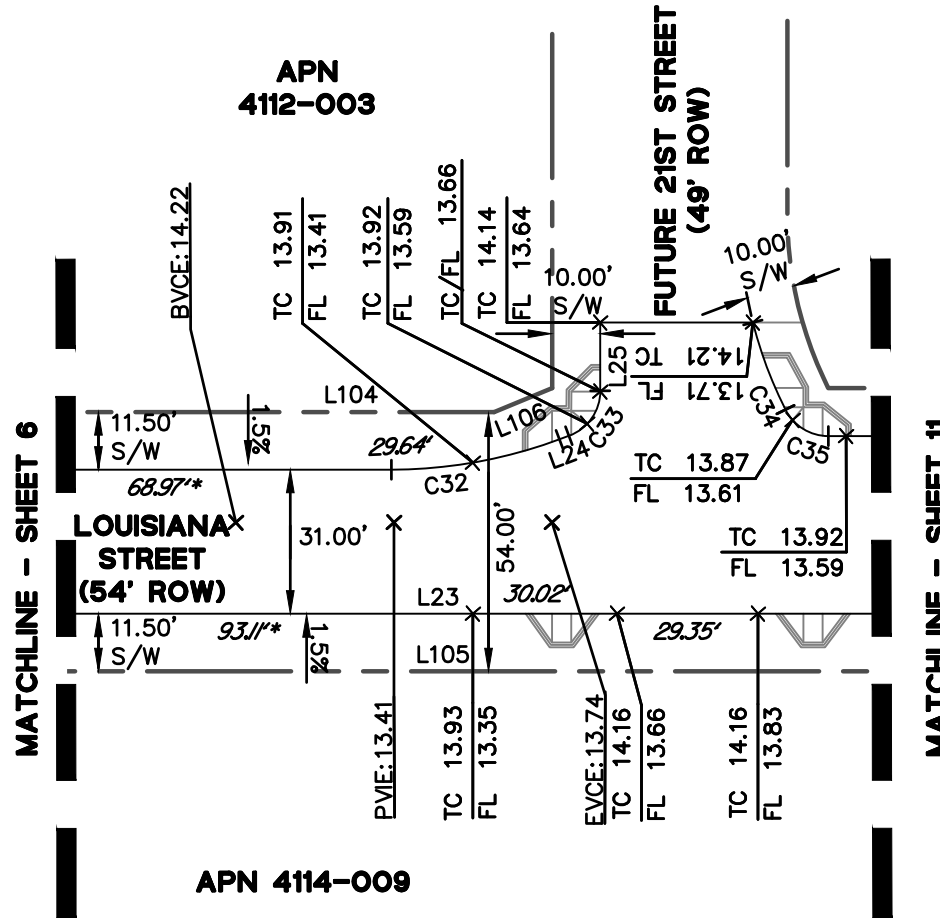 APN
4112-003
FUTURE 21ST STREET
(49' ROW)
BVCE: 14.22
TC 13.91
FL 13.41
TC 13.92
FL 13.59
TC/FL 13.66
TC 14.14
FL 13.64
10.00'
S/W
10.00'
S/W
L25
TC 14.21
FL 13.71
L104
L106
11.50'
S/W
1.5%
29.64'
L24
C33
C34
C35
C32
68.97'*
TC 13.87
FL 13.61
MATCHLINE - SHEET 6
MATCHLINE - SHEET 11
LOUISIANA
STREET
(54' ROW)
31.00'
54.00'
TC 13.92
FL 13.59
L23
30.02'
11.50'
S/W
93.11'*
1.5%
29.35'
L105
PVIE: 13.41
TC 13.93
FL 13.35
EVCE: 13.74
TC 14.16
FL 13.66
TC 14.16
FL 13.83
APN 4114-009